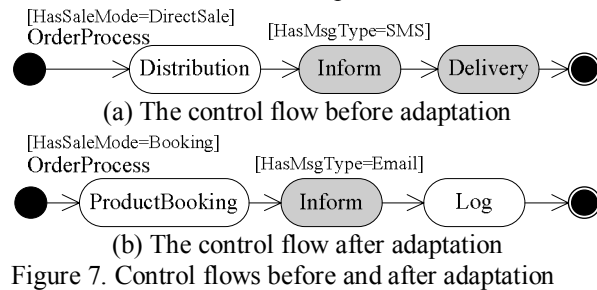 [HasSaleMode=DirectSale]
OrderProcess
[HasMsgType=SMS]
Distribution
Inform
Delivery
(a) The control flow before adaptation
[HasSaleMode=Booking]
OrderProcess
[HasMsgType=Email]
ProductBooking
Inform
Log
(b) The control flow after adaptation
Figure 7. Control flows before and after adaptation